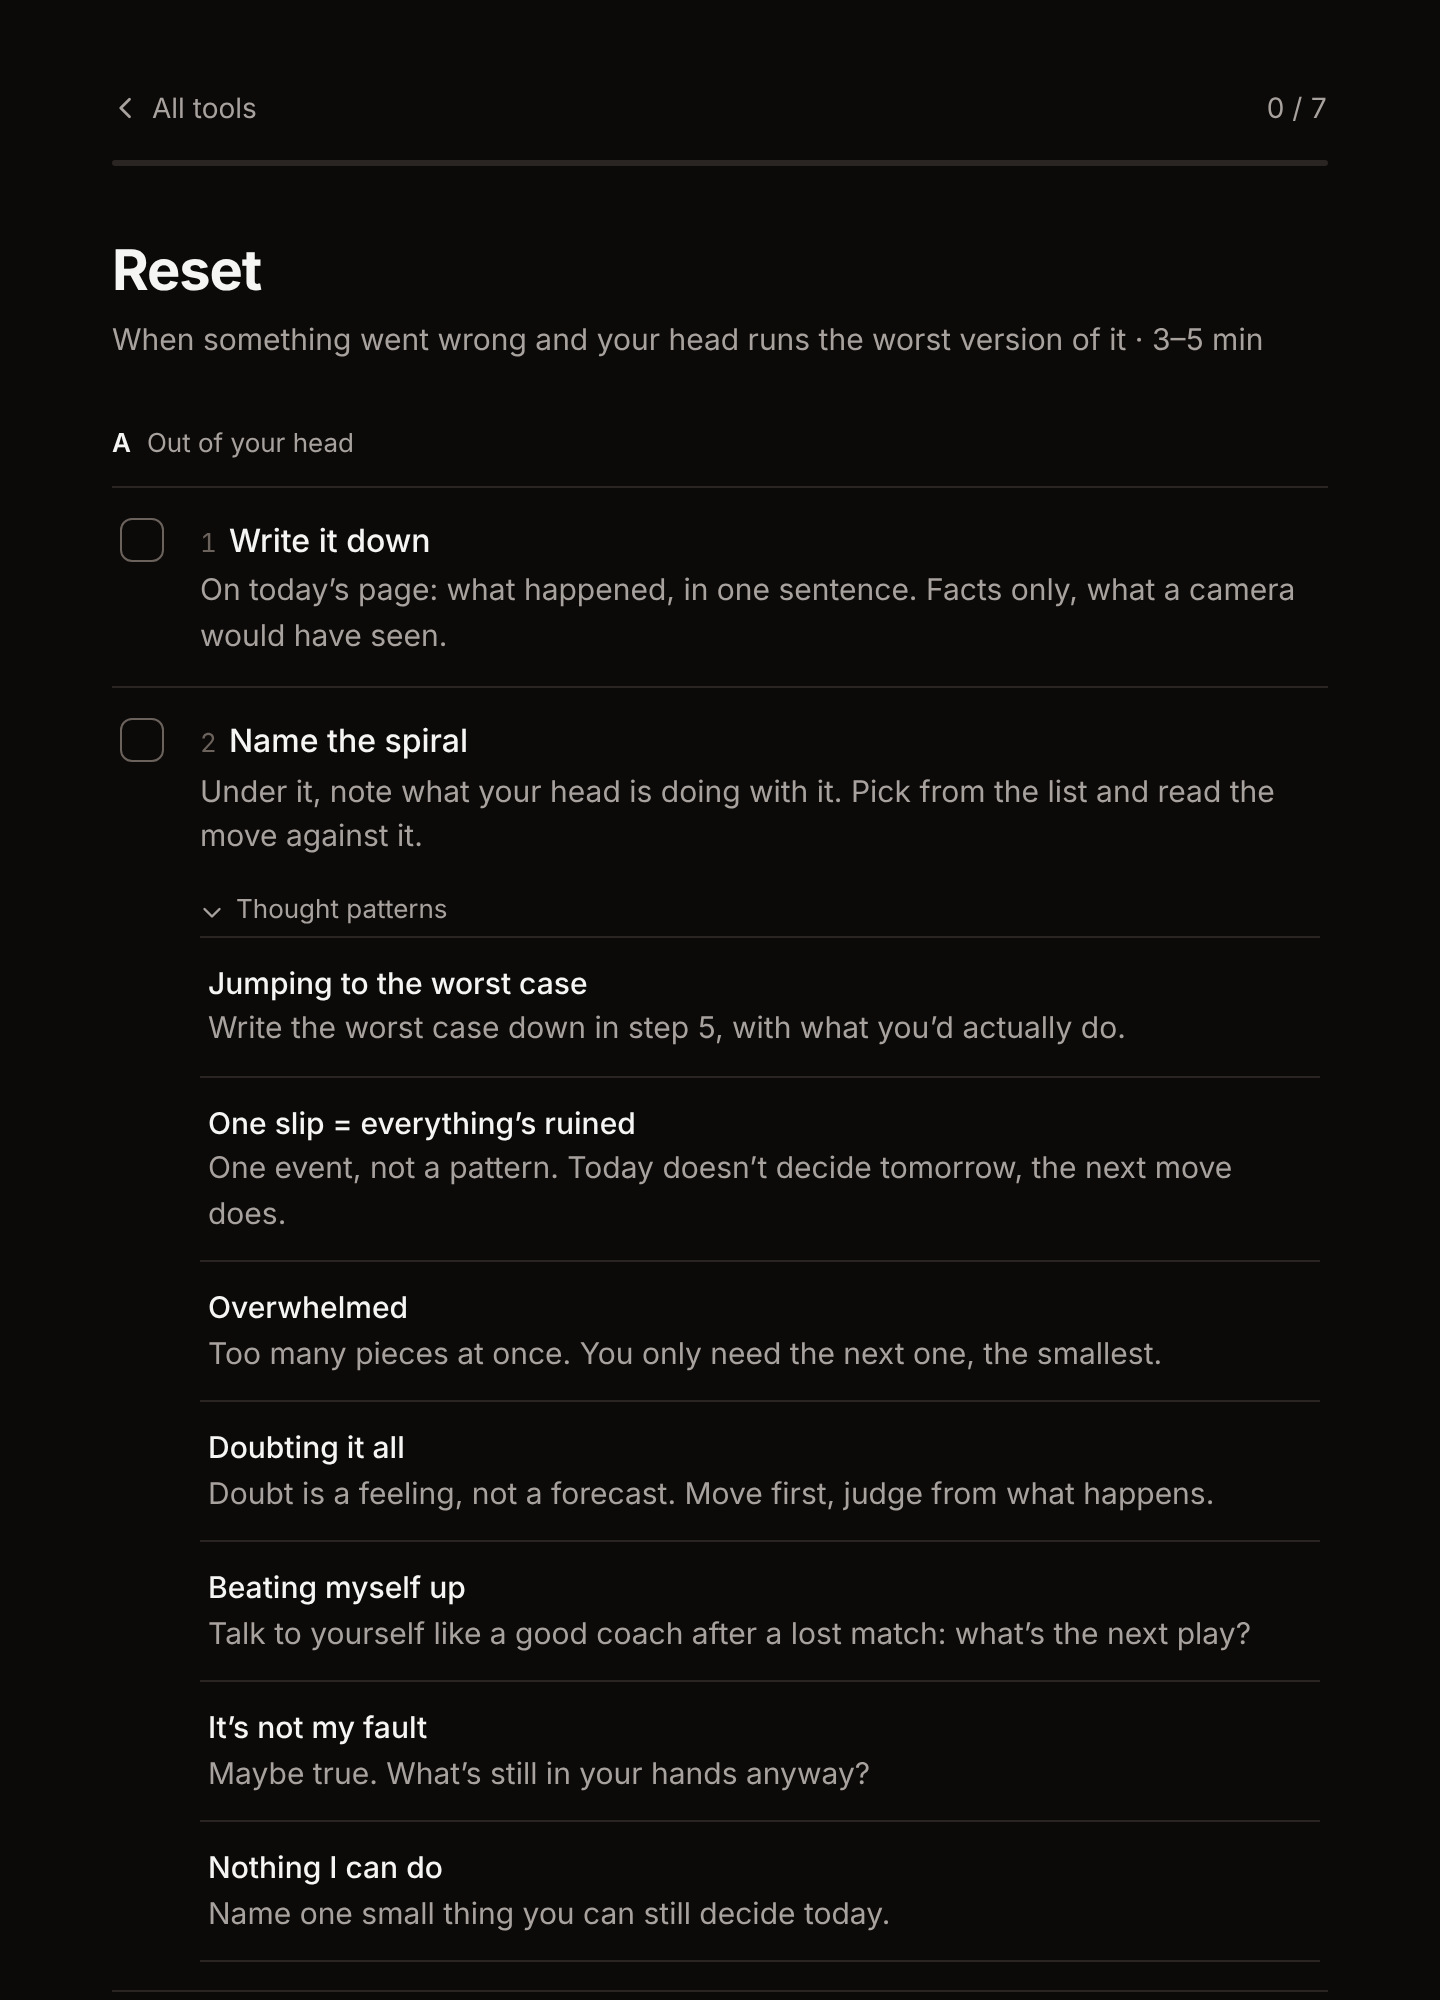 All tools
0 / 7
Reset
When something went wrong and your head runs the worst version of it · 3–5 min
A Out of your head
1 Write it down
On today’s page: what happened, in one sentence. Facts only, what a camera
would have seen.
2 Name the spiral
Under it, note what your head is doing with it. Pick from the list and read the
move against it.
Thought patterns
Jumping to the worst case
Write the worst case down in step 5, with what you’d actually do.
One slip = everything’s ruined
One event, not a pattern. Today doesn’t decide tomorrow, the next move
does.
Overwhelmed
Too many pieces at once. You only need the next one, the smallest.
Doubting it all
Doubt is a feeling, not a forecast. Move first, judge from what happens.
Beating myself up
Talk to yourself like a good coach after a lost match: what’s the next play?
It’s not my fault
Maybe true. What’s still in your hands anyway?
Nothing I can do
Name one small thing you can still decide today.